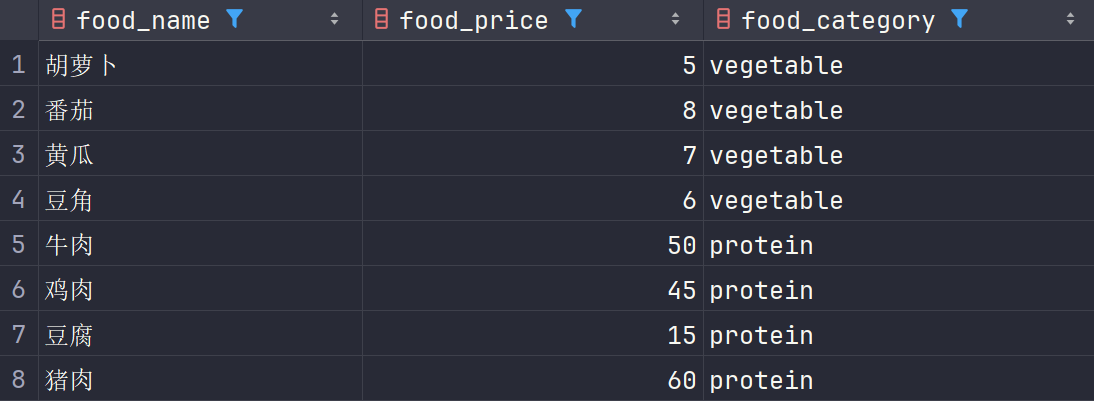 food_name food_price food_category
1 胡萝卜 5 vegetable
2 番茄 8 vegetable
3 黄瓜 7 vegetable
4 豆角 6 vegetable
5 牛肉 50 protein
6 鸡肉 45 protein
7 豆腐 15 protein
8 猪肉 60 protein